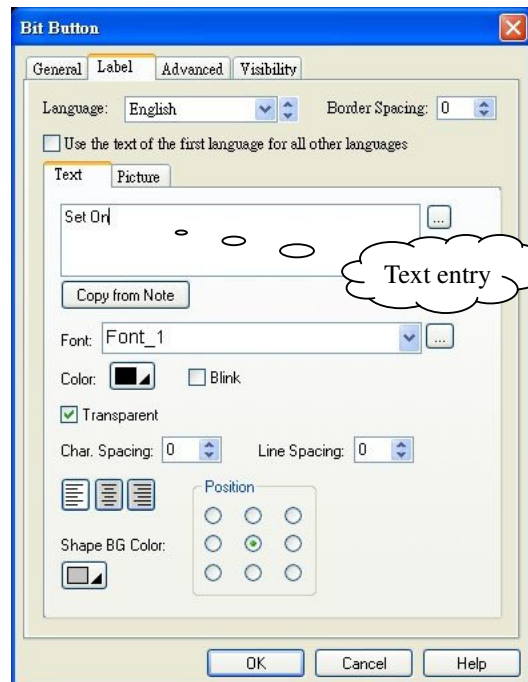 Bit Button
General Label Advanced Visibility
Language: English Border Spacing: 0
Use the text of the first language for all other languages
Text Picture
Set On
...
Text entry
Copy from Note
Font: Font_1 ...
Color: Blink
Transparent
Char. Spacing: 0 Line Spacing: 0
Position
Shape BG Color:
OK Cancel Help